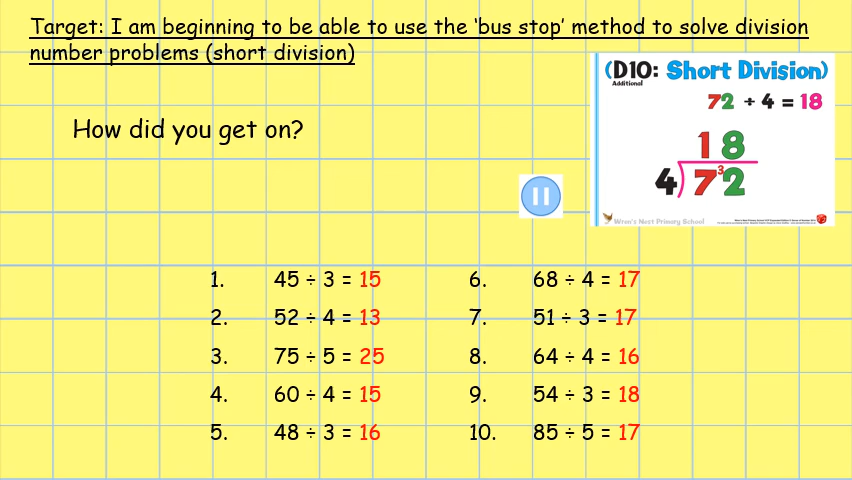 Target: I am beginning to be able to use the ‘bus stop’ method to solve division
number problems (short division)
(D10: Short Division)
Additional
72 ÷ 4 = 18
How did you get on?
18
4 7 3 2
Wren's Nest Primary School
1. 45 ÷ 3 = 15
2. 52 ÷ 4 = 13
3. 75 ÷ 5 = 25
4. 60 ÷ 4 = 15
5. 48 ÷ 3 = 16
6. 68 ÷ 4 = 17
7. 51 ÷ 3 = 17
8. 64 ÷ 4 = 16
9. 54 ÷ 3 = 18
10. 85 ÷ 5 = 17